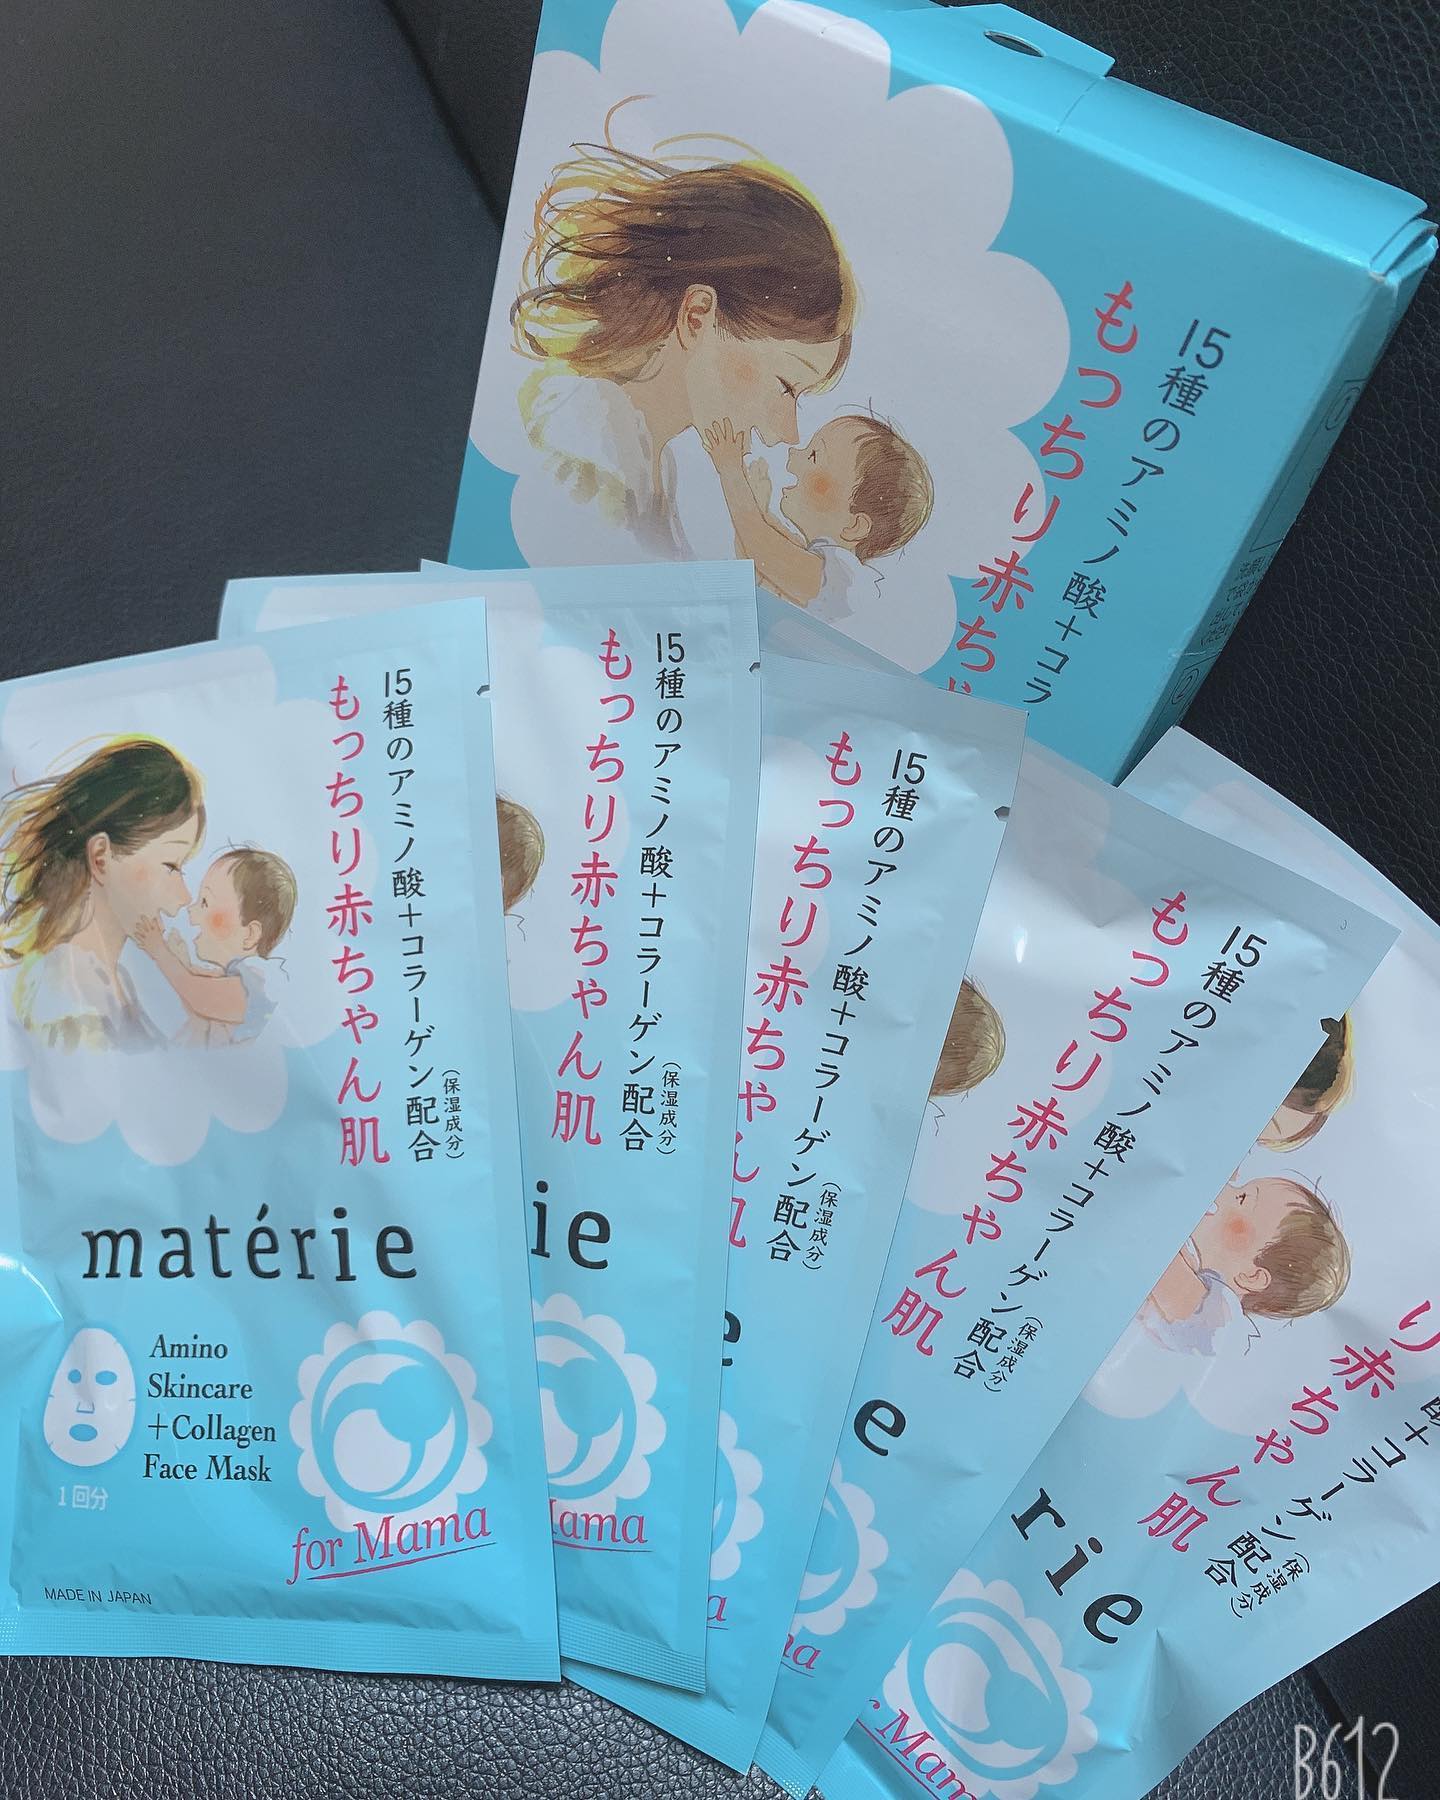 15種のアミノ酸＋コラ
もっちり赤ちゃ
15種のアミノ酸＋コラーゲン配合
(保湿成分)
もっちり赤ちゃん肌
matérie
Amino
Skincare
＋Collagen
Face Mask
1回分
for Mama
MADE IN JAPAN
15種のアミノ酸＋コラーゲン配合
(保湿成分)
もっちり赤ちゃん肌
ie
ama
15種のアミノ酸＋コラーゲン配合
(保湿成分)
もっちり赤ちゃん肌
e
a
15種のアミノ酸＋コラーゲン配合
(保湿成分)
もっちり赤ちゃん肌
e
na
酸＋コラーゲン配合
(保湿成分)
り赤ちゃん肌
rie
r Mam
B612